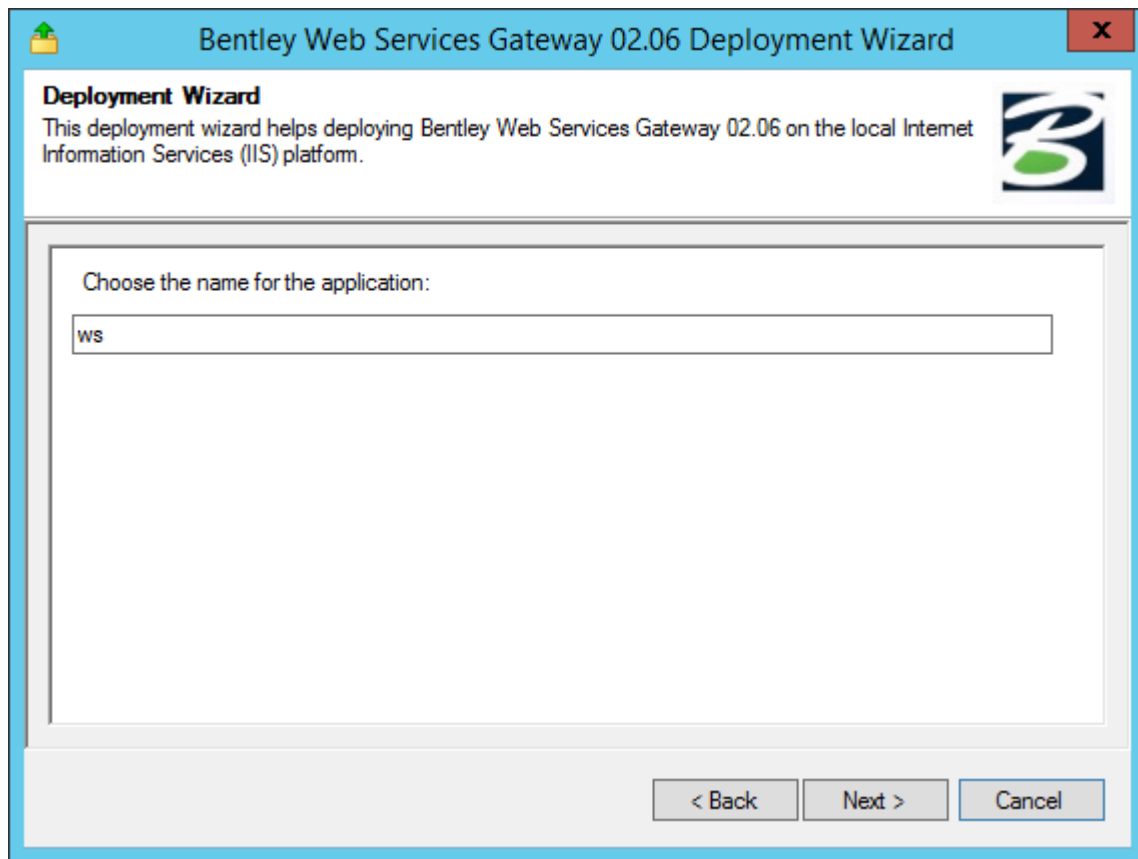 Bentley Web Services Gateway 02.06 Deployment Wizard
x
Deployment Wizard
This deployment wizard helps deploying Bentley Web Services Gateway 02.06 on the local Internet
Information Services (IIS) platform.
Choose the name for the application:
ws
< Back
Next >
Cancel